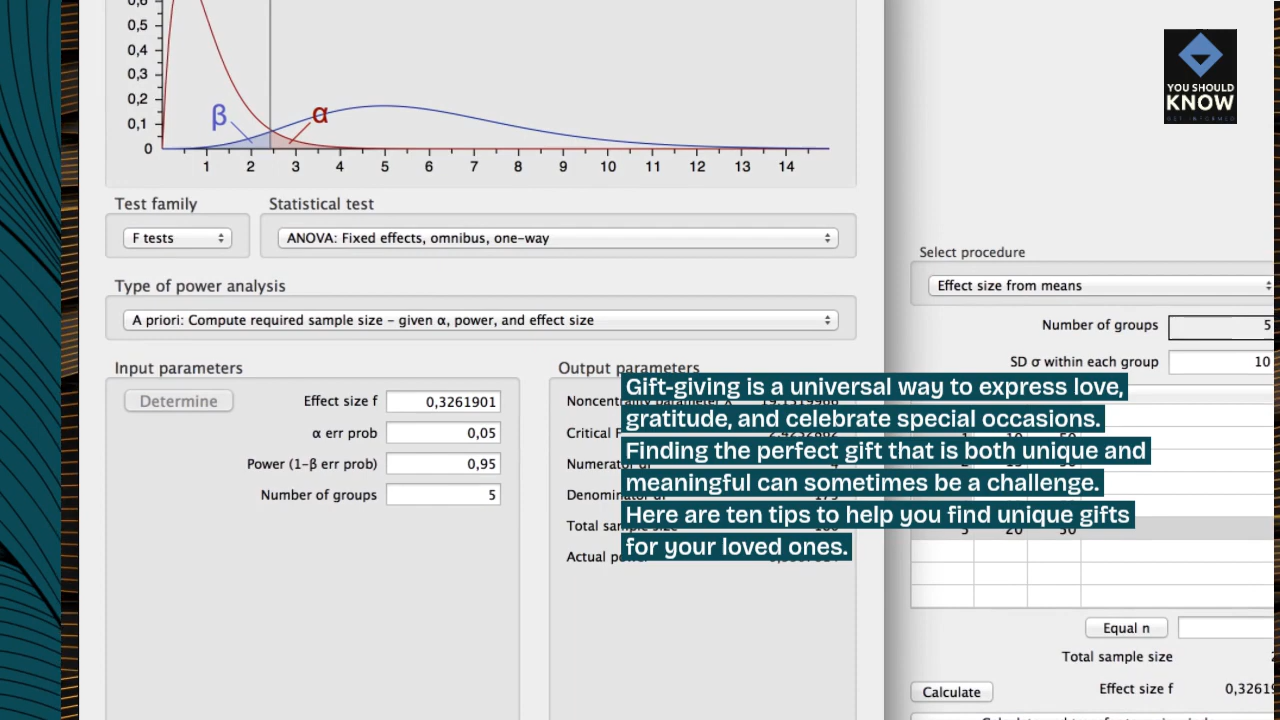 0,6
0,5
0,4
0,3
0,2
0,1
0
β
α
1 2 3 4 5 6 7 8 9 10 11 12 13 14
YOU SHOULD
KNOW
GET INFORMED
Test family
Statistical test
F tests
ANOVA: Fixed effects, omnibus, one-way
Type of power analysis
A priori: Compute required sample size – given α, power, and effect size
Input parameters
Determine
Effect size f 0,3261901
α err prob 0,05
Power (1-β err prob) 0,95
Number of groups 5
Output parameters
Critical
Total sample size
Actual
Gift-giving is a universal way to express love,
gratitude, and celebrate special occasions.
Finding the perfect gift that is both unique and
meaningful can sometimes be a challenge.
Here are ten tips to help you find unique gifts
for your loved ones.
Select procedure
Effect size from means
Number of groups 5
SD σ within each group 10
5 20 50
Equal n
Total sample size
Calculate
Effect size f 0,3261